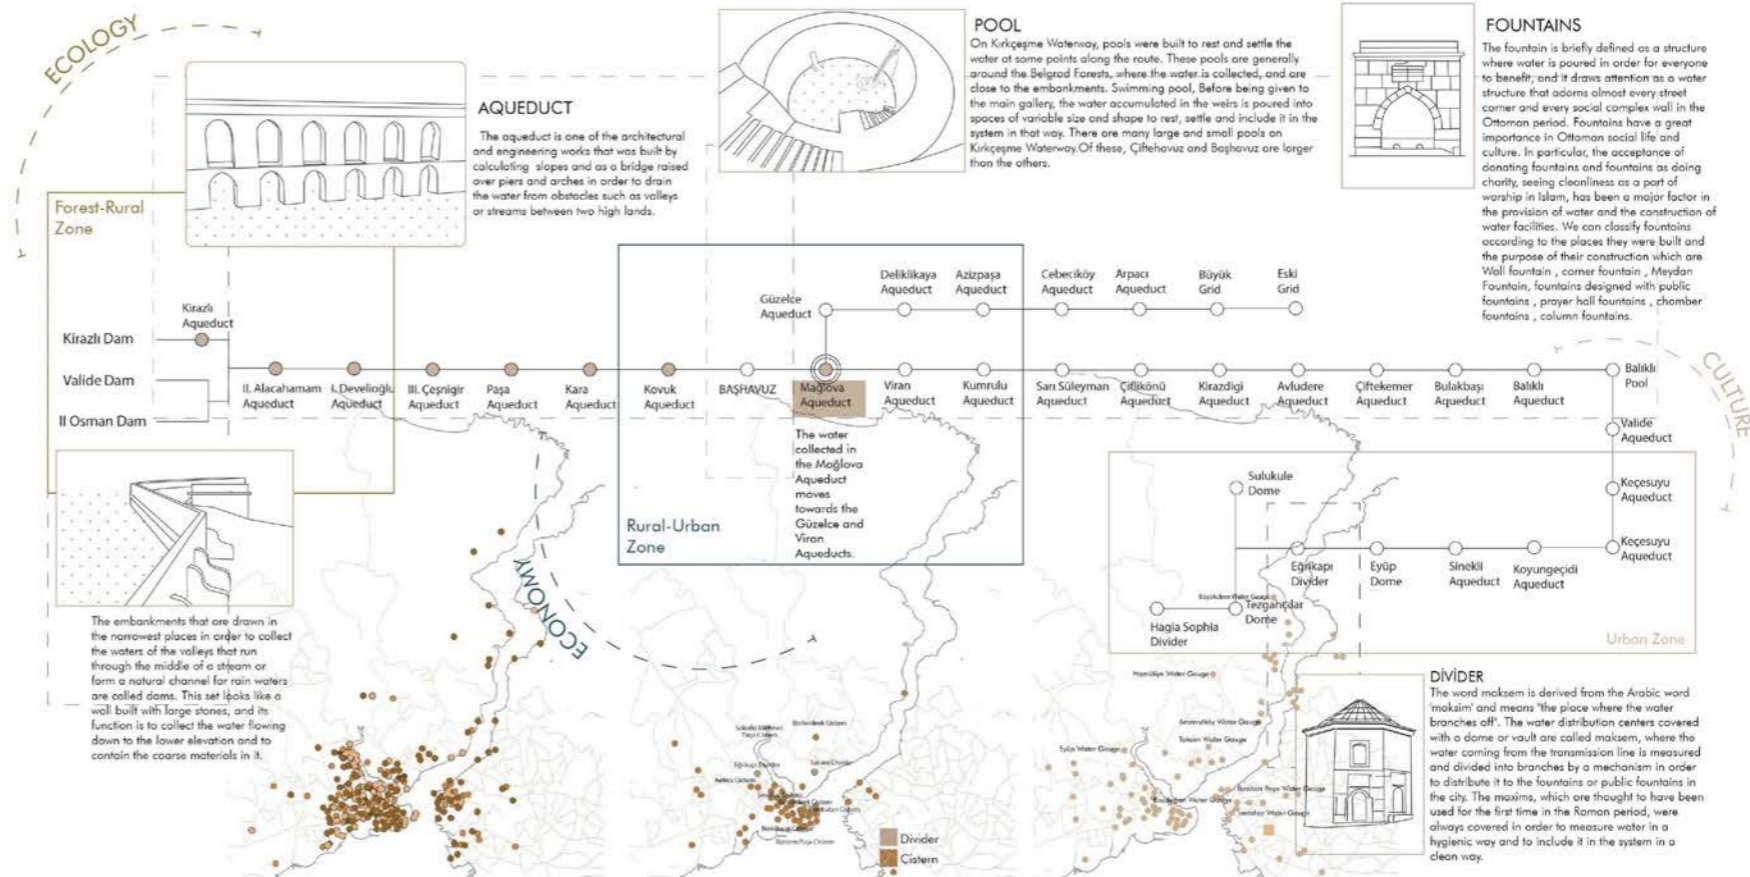 ECOLOGY
AQUEDUCT
The aqueduct is one of the architectural
and engineering works that was built by
calculating slopes and as a bridge raised
over piers and arches in order to drain
the water from obstacles such as valleys
or streams between two high lands.
POOL
On Kırkçeşme Waterway, pools were built to rest and settle the
water at some points along the route. These pools are generally
around the Belgrad Forests, where the water is collected, and are
close to the embankments. Swimming pool, Before being given to
the main gallery, the water accumulated in the weirs is poured into
spaces of variable size and shape to rest, settle and include it in the
system in that way. There are many large and small pools on
Kırkçeşme Waterway.Of these, Çiftehavuz and Başhavuz are larger
than the others.
FOUNTAINS
The fountain is briefly defined as a structure
where water is poured in order for everyone
to benefit, and it draws attention as a water
structure that adorns almost every street
corner and every social complex wall in the
Ottoman period. Fountains have a great
importance in Ottoman social life and
culture. In particular, the acceptance of
donating fountains and fountains as doing
charity, seeing cleanliness as a part of
worship in Islam, has been a major factor in
the provision of water and the construction of
water facilities. We can classify fountains
according to the places they were built and
the purpose of their construction which are
Wall fountain , corner fountain , Meydan
Fountain, fountains designed with public
fountains , prayer hall fountains , chamber
fountains , column fountains.
Forest-Rural
Zone
Kirazlı Dam
Valide Dam
II Osman Dam
Kirazlı
Aqueduct
II. Alacahamam
Aqueduct
I. Develioğlu
Aqueduct
III. Çeşnigir
Aqueduct
Paşa
Aqueduct
Kara
Aqueduct
Kovuk
Aqueduct
BAŞHAVUZ
Mağlova
Aqueduct
Güzelce
Aqueduct
Deliklikaya
Aqueduct
Azizpaşa
Aqueduct
Cebeciköy
Aqueduct
Arpacı
Aqueduct
Büyük
Grid
Eski
Grid
Viran
Aqueduct
Kumrulu
Aqueduct
Sarı Süleyman
Aqueduct
Çiflikönü
Aqueduct
Kirazdigi
Aqueduct
Avludere
Aqueduct
Çiftekemer
Aqueduct
Bulakbaşı
Aqueduct
Balıklı
Aqueduct
Balıklı
Pool
CULTURE
Valide
Aqueduct
Keçesuyu
Aqueduct
Keçesuyu
Aqueduct
Koyungeçidi
Aqueduct
Sinekli
Aqueduct
Eyüp
Dome
Eğrikapı
Divider
Sulukule
Dome
Tezgahçılar
Dome
Hagia Sophia
Divider
Urban Zone
The water
collected in
the Mağlova
Aqueduct
moves
towards the
Güzelce and
Viran
Aqueducts.
Rural-Urban
Zone
ECONOMY
The embankments that are drawn in
the narrowest places in order to collect
the waters of the valleys that run
through the middle of a stream or
form a natural channel for rain waters
are called dams. This set looks like a
wall built with large stones, and its
function is to collect the water flowing
down to the lower elevation and to
contain the coarse materials in it.
Divider
Cistern
Eyüp Water Gauge
Taksim Water Gauge
DİVİDER
The word maksem is derived from the Arabic word
'maksim' and means "the place where the water
branches off". The water distribution centers covered
with a dome or vault are called maksem, where the
water coming from the transmission line is measured
and divided into branches by a mechanism in order
to distribute it to the fountains or public fountains in
the city. The maxims, which are thought to have been
used for the first time in the Roman period, were
always covered in order to measure water in a
hygienic way and to include it in the system in a
clean way.